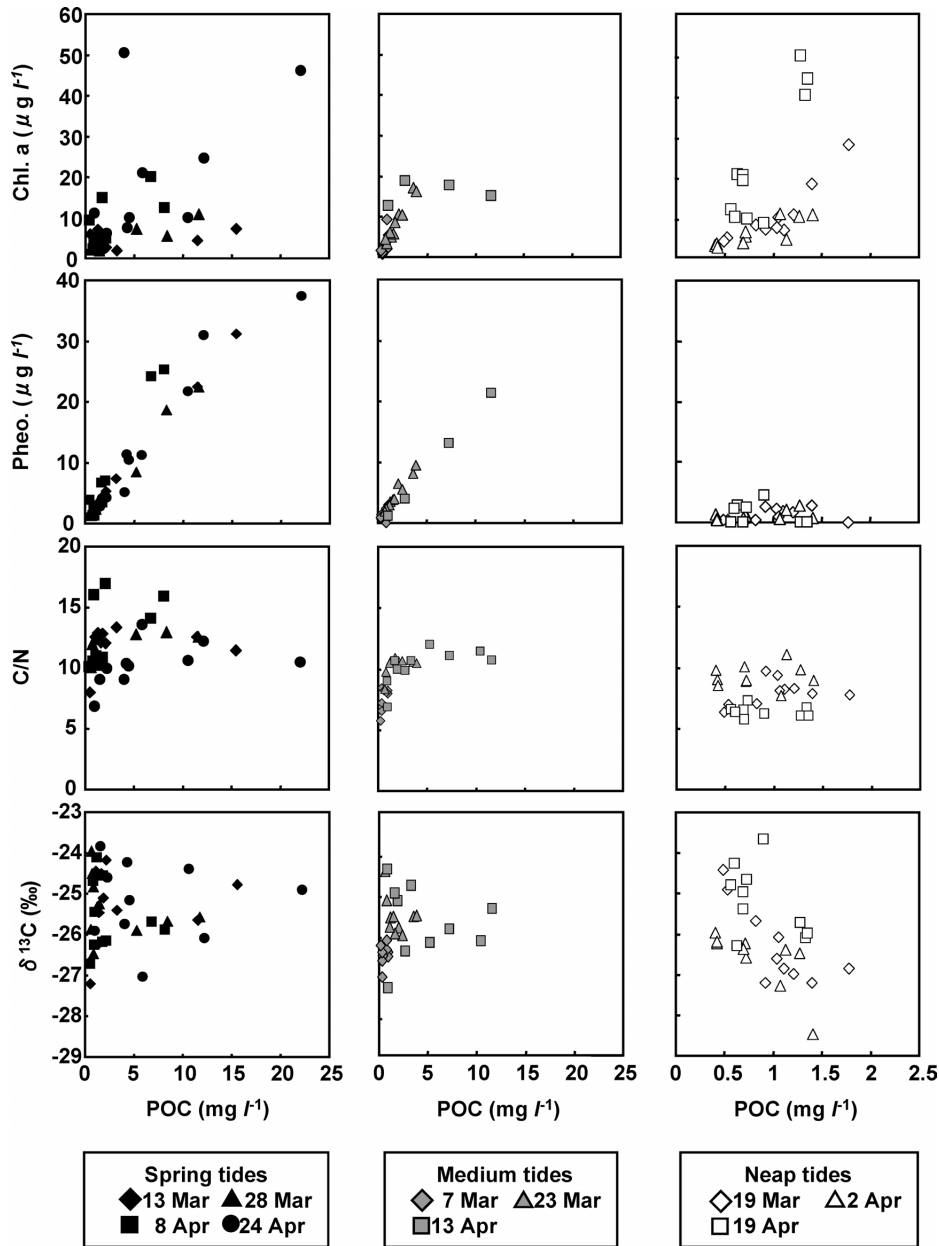 60
50
40
30
20
10
0
Chl. a ( μ g l-1)
40
30
20
10
0
Pheo. ( μ g l-1)
20
15
10
5
0
C/N
-23
-24
-25
-26
-27
-28
-29
δ 13C (‰)
0 5 10 15 20 25
0 5 10 15 20 25
0 0.5 1 1.5 2 2.5
POC (mg l-1)
POC (mg l-1)
POC (mg l-1)
Spring tides
13 Mar 28 Mar
8 Apr 24 Apr
Medium tides
7 Mar 23 Mar
13 Apr
Neap tides
19 Mar 2 Apr
19 Apr